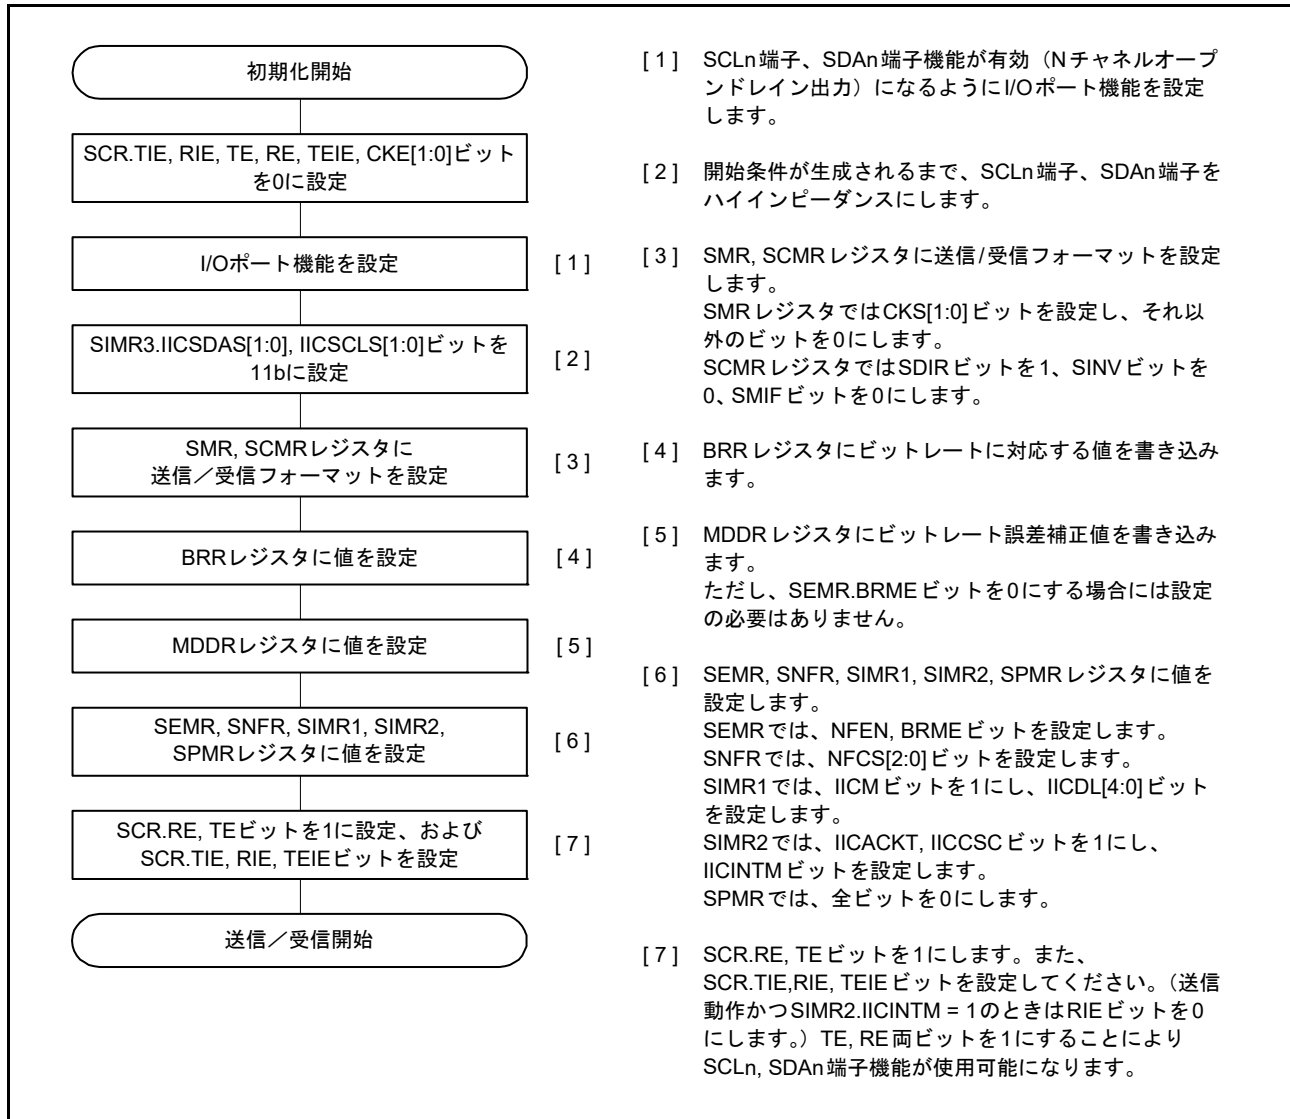 初期化開始
SCR.TIE, RIE, TE, RE, TEIE, CKE[1:0]ビット
を0に設定
I/Oポート機能を設定
[ 1 ]
SIMR3.IICSDAS[1:0], IICSCLS[1:0]ビットを
11bに設定
[ 2 ]
SMR, SCMRレジスタに
送信／受信フォーマットを設定
[ 3 ]
BRRレジスタに値を設定
[ 4 ]
MDDRレジスタに値を設定
[ 5 ]
SEMR, SNFR, SIMR1, SIMR2,
SPMRレジスタに値を設定
[ 6 ]
SCR.RE, TEビットを1に設定、および
SCR.TIE, RIE, TEIEビットを設定
[ 7 ]
送信／受信開始
[ 1 ] SCLn端子、SDAn端子機能が有効（Nチャネルオープ
ンドレイン出力）になるようにI/Oポート機能を設定
します。
[ 2 ] 開始条件が生成されるまで、SCLn端子、SDAn端子を
ハイインピーダンスにします。
[ 3 ] SMR, SCMRレジスタに送信/受信フォーマットを設定
します。
SMRレジスタではCKS[1:0]ビットを設定し、それ以
外のビットを0にします。
SCMRレジスタではSDIRビットを1、SINVビットを
0、SMIFビットを0にします。
[ 4 ] BRRレジスタにビットレートに対応する値を書き込み
ます。
[ 5 ] MDDRレジスタにビットレート誤差補正値を書き込み
ます。
ただし、SEMR.BRMEビットを0にする場合には設定
の必要はありません。
[ 6 ] SEMR, SNFR, SIMR1, SIMR2, SPMRレジスタに値を
設定します。
SEMRでは、NFEN, BRMEビットを設定します。
SNFRでは、NFCS[2:0]ビットを設定します。
SIMR1では、IICMビットを1にし、IICDL[4:0]ビット
を設定します。
SIMR2では、IICACKT, IICCSCビットを1にし、
IICINTMビットを設定します。
SPMRでは、全ビットを0にします。
[ 7 ] SCR.RE, TEビットを1にします。また、
SCR.TIE,RIE, TEIEビットを設定してください。（送信
動作かつSIMR2.IICINTM = 1のときはRIEビットを0
にします。）TE, RE両ビットを1にすることにより
SCLn, SDAn端子機能が使用可能になります。